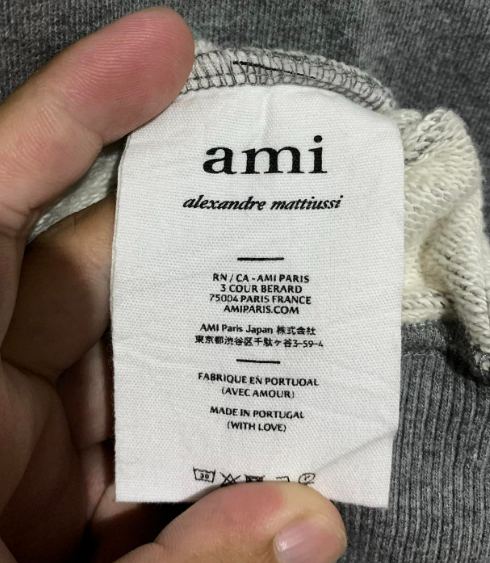 ami
alexandre mattiussi
RN / CA - AMI PARIS
3 COUR BERARD
75004 PARIS FRANCE
AMIPARIS.COM
AMI Paris Japan 株式会社
東京都渋谷区千駄ヶ谷3-59-4
FABRIQUE EN PORTUOAL
(AVEC AMOUR)
MADE IN PORTUGAL
(WITH LOVE)
30